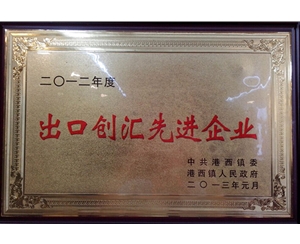 二〇一二年度
出口创汇先进企业
中共港西镇委
港西镇人民政府
二〇一三年元月